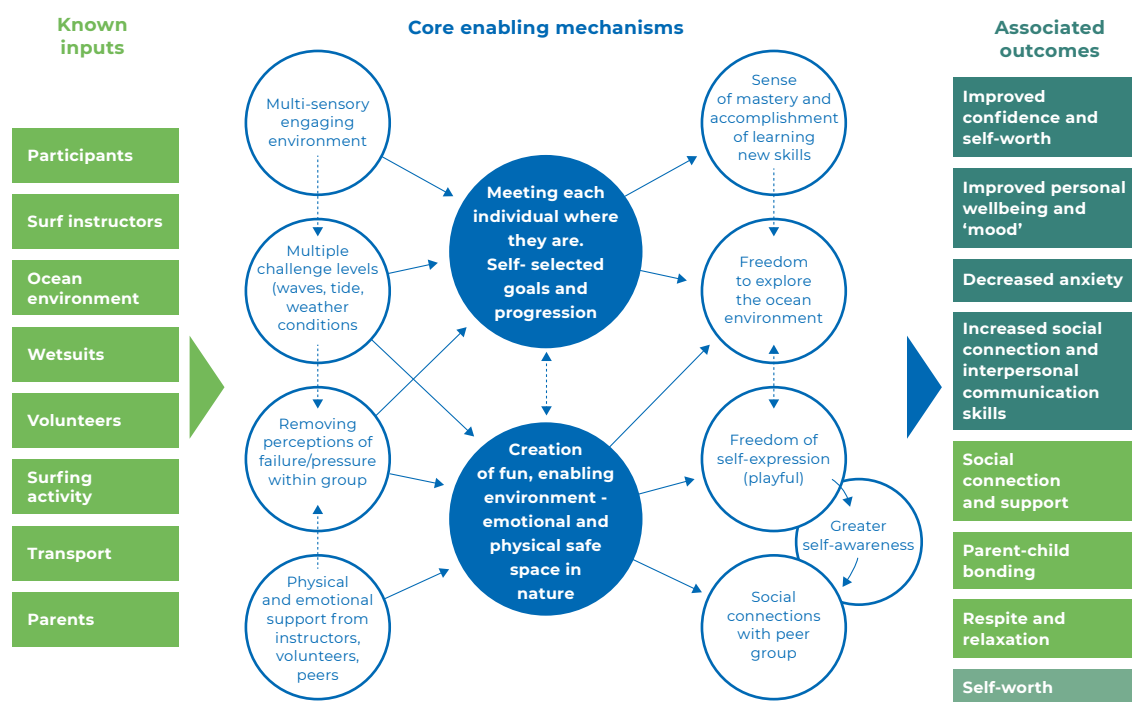 Known
inputs
Participants
Surf instructors
Ocean
environment
Wetsuits
Volunteers
Surfing
activity
Transport
Parents
Core enabling mechanisms
Multi-sensory
engaging
environment
Multiple
challenge levels
(waves, tide,
weather
conditions
Removing
perceptions of
failure/pressure
within group
Physical
and emotional
support from
instructors,
volunteers,
peers
Meeting each
individual where
they are.
Self- selected
goals and
progression
Creation
of fun, enabling
environment -
emotional and
physical safe
space in
nature
Sense
of mastery and
accomplishment
of learning
new skills
Freedom
to explore
the ocean
environment
Freedom of
self-expression
(playful)
Greater
self-awareness
Social
connections
with peer
group
Associated
outcomes
Improved
confidence and
self-worth
Improved personal
wellbeing and
‘mood’
Decreased anxiety
Increased social
connection and
interpersonal
communication
skills
Social
connection
and support
Parent-child
bonding
Respite and
relaxation
Self-worth